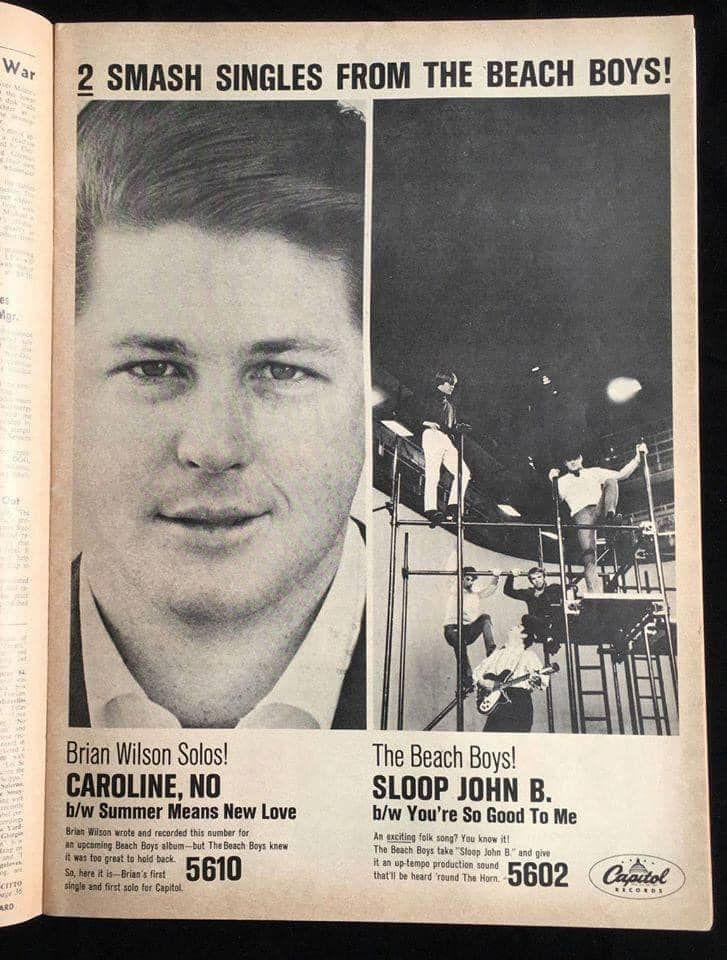 War
2 SMASH SINGLES FROM THE BEACH BOYS!
Brian Wilson Solos!
CAROLINE, NO
b/w Summer Means New Love
Brian Wilson wrote and recorded this number for
an upcoming Beach Boys album—but The Beach Boys knew
it was too great to hold back.
So, here it is—Brian's first
single and first solo for Capitol.
5610
The Beach Boys!
SLOOP JOHN B.
b/w You're So Good To Me
An exciting folk song? You know it!
The Beach Boys take "Sloop John B." and give
it an up-tempo production sound
that'll be heard 'round The Horn.
5602
Capitol
RECORDS